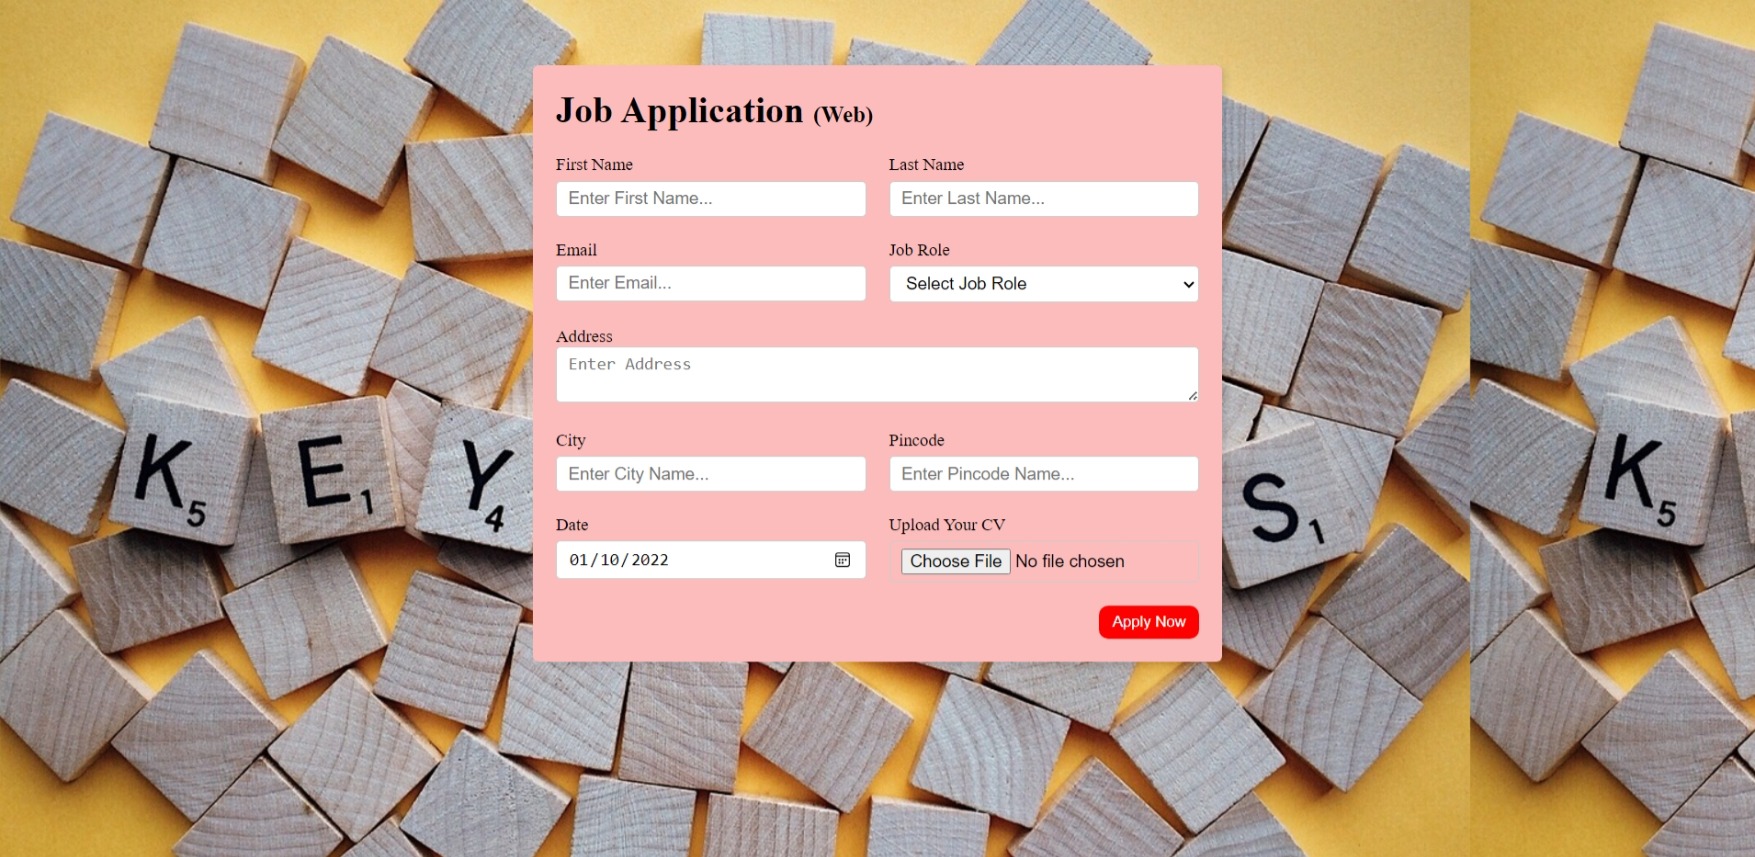 Job Application (Web)
First Name Last Name
Enter First Name... Enter Last Name...
Email Job Role
Enter Email... Select Job Role
Address
Enter Address
City Pincode
Enter City Name... Enter Pincode Name...
Date Upload Your CV
01/10/2022 Choose File No file chosen
Apply Now
K5 E1 Y4 S1 K5